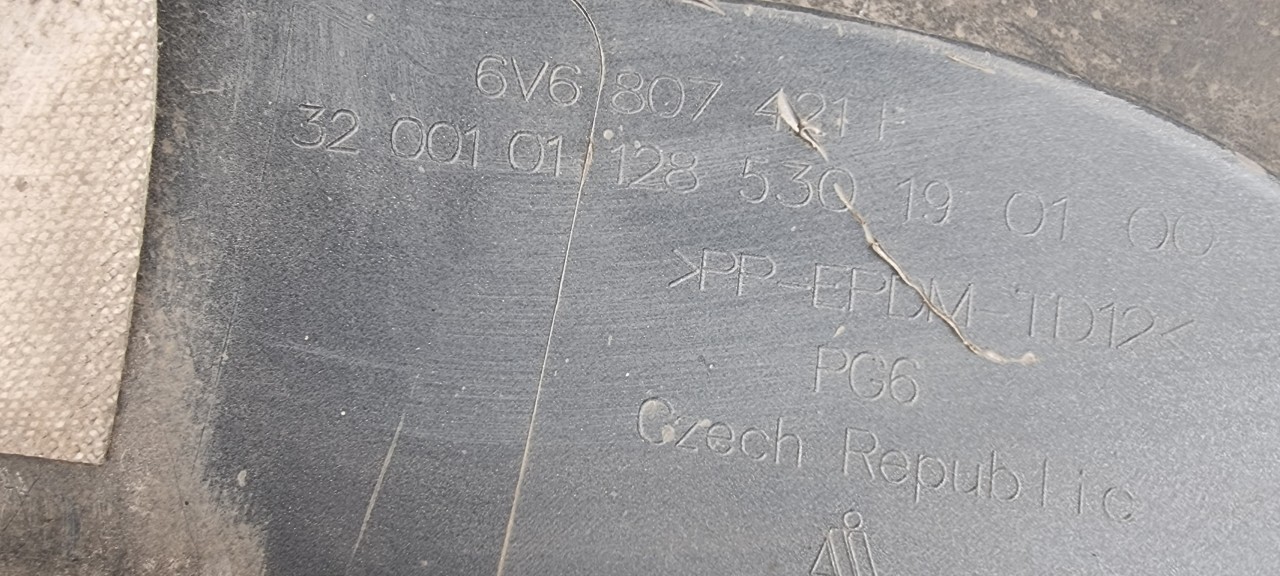 6V6 807 421 F
32 001 01 128 530 19 01 00
>PP-EPDM-TD12<
PG6
Czech Republic